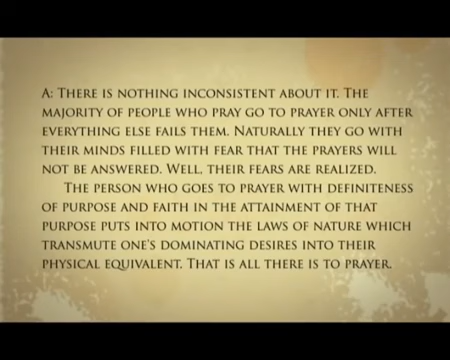 A: There is nothing inconsistent about it. The
majority of people who pray go to prayer only after
everything else fails them. Naturally they go with
their minds filled with fear that the prayers will
not be answered. Well, their fears are realized.
The person who goes to prayer with definiteness
of purpose and faith in the attainment of that
purpose puts into motion the laws of nature which
transmute one's dominating desires into their
physical equivalent. That is all there is to prayer.